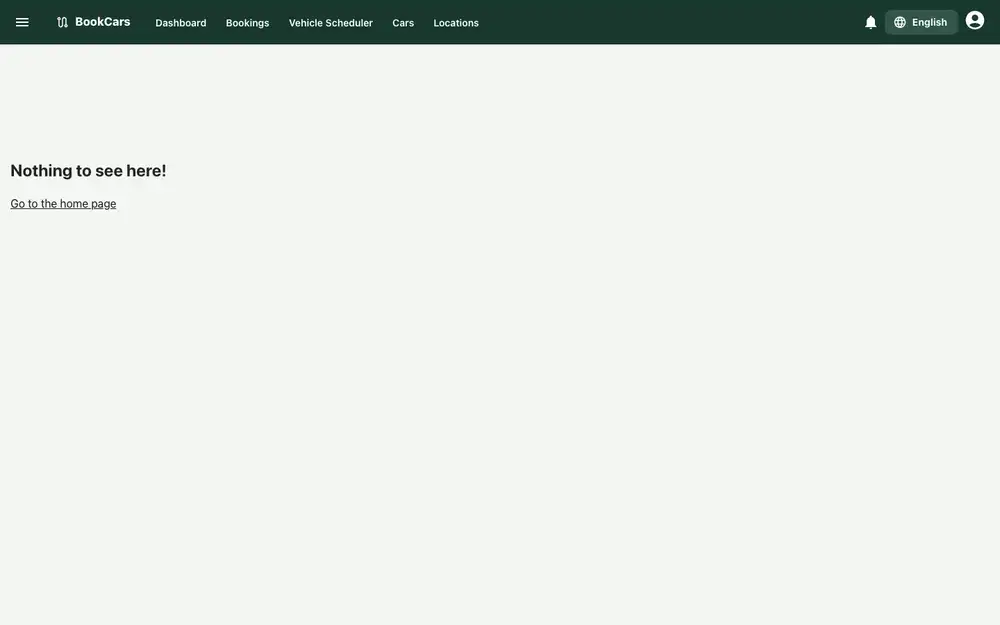 BookCars Dashboard Bookings Vehicle Scheduler Cars Locations English
Nothing to see here!
Go to the home page